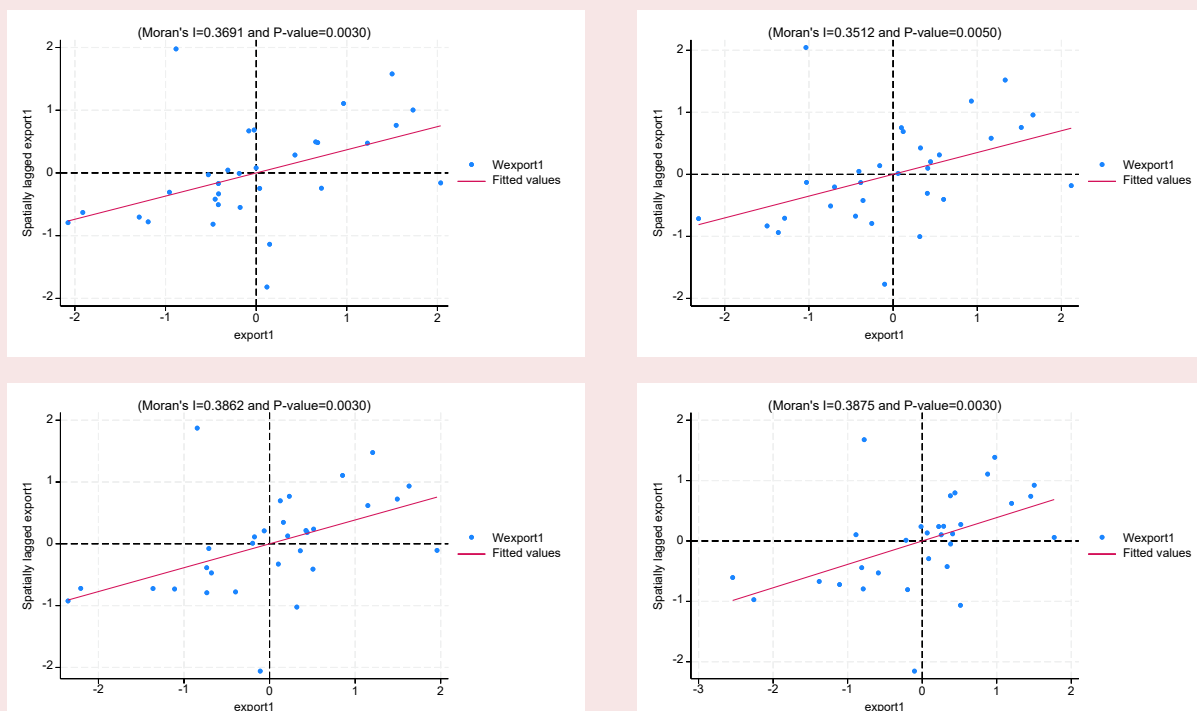 (Moran's I=0.3691 and P-value=0.0030)
Spatially lagged export1
2
1
0
-1
-2
-2
-1
0
1
2
export1
Wexport1
Fitted values
(Moran's I=0.3512 and P-value=0.0050)
Spatially lagged export1
2
1
0
-1
-2
-2
-1
0
1
2
export1
Wexport1
Fitted values
(Moran's I=0.3862 and P-value=0.0030)
Spatially lagged export1
2
1
0
-1
-2
-2
-1
0
1
2
export1
Wexport1
Fitted values
(Moran's I=0.3875 and P-value=0.0030)
Spatially lagged export1
2
1
0
-1
-2
-3
-2
-1
0
1
2
export1
Wexport1
Fitted values